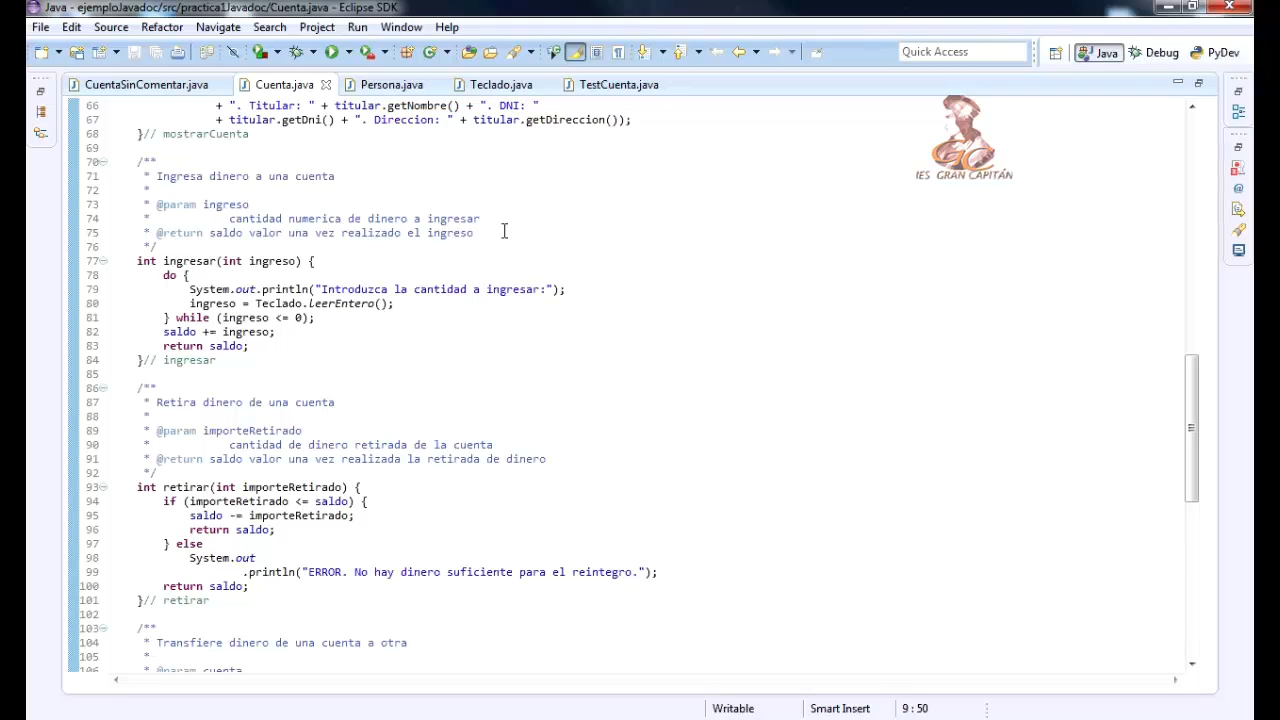 Java - ejemploJavadoc/src/practica1Javadoc/Cuenta.java - Eclipse SDK
File Edit Source Refactor Navigate Search Project Run Window Help
Quick Access Java Debug PyDev
CuentaSinComentar.java Cuenta.java Persona.java Teclado.java TestCuenta.java
66 + ". Titular: " + titular.getNombre() + ". DNI: "
67 + titular.getDni() + ". Direccion: " + titular.getDireccion());
68 }// mostrarCuenta
69
70 /**
71 * Ingresa dinero a una cuenta
72 *
73 * @param ingreso
74 * cantidad numerica de dinero a ingresar
75 * @return saldo valor una vez realizado el ingreso
76 */
77 int ingresar(int ingreso) {
78 do {
79 System.out.println("Introduzca la cantidad a ingresar:");
80 ingreso = Teclado.leerEntero();
81 } while (ingreso <= 0);
82 saldo += ingreso;
83 return saldo;
84 }// ingresar
85
86 /**
87 * Retira dinero de una cuenta
88 *
89 * @param importeRetirado
90 * cantidad de dinero retirada de la cuenta
91 * @return saldo valor una vez realizada la retirada de dinero
92 */
93 int retirar(int importeRetirado) {
94 if (importeRetirado <= saldo) {
95 saldo -= importeRetirado;
96 return saldo;
97 } else
98 System.out
99 .println("ERROR. No hay dinero suficiente para el reintegro.");
100 return saldo;
101 }// retirar
102
103 /**
104 * Transfiere dinero de una cuenta a otra
105 *
106 * @param cuenta
GC
IES GRAN CAPITÁN
Writable Smart Insert 9 : 50